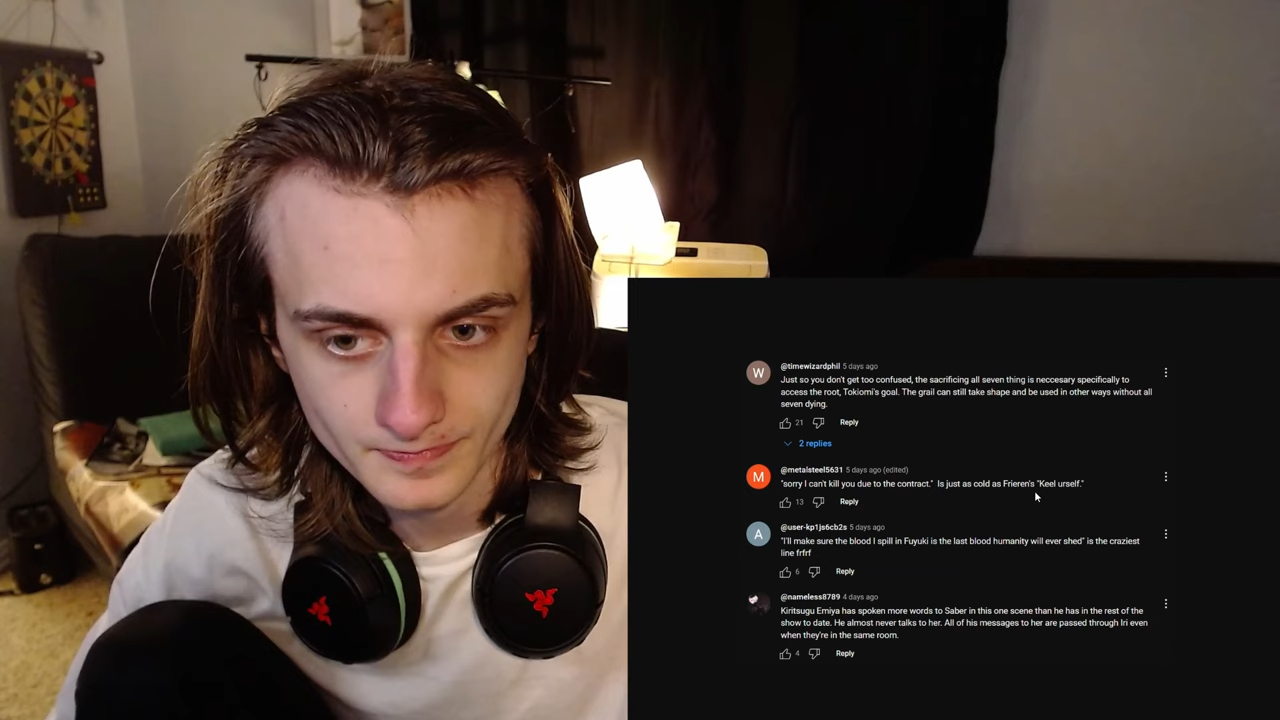 W
@timewizardphil 5 days ago
Just so you don't get too confused, the sacrificing all seven thing is neccesary specifically to
access the root, Tokiomi's goal. The grail can still take shape and be used in other ways without all
seven dying.
21 Reply
2 replies
M
@metalsteel5631 5 days ago (edited)
"sorry I can't kill you due to the contract." Is just as cold as Frieren's "Keel urself."
13 Reply
A
@user-kp1js6cb2s 5 days ago
"I'll make sure the blood I spill in Fuyuki is the last blood humanity will ever shed" is the craziest
line frfrf
6 Reply
@nameless8789 4 days ago
Kiritsugu Emiya has spoken more words to Saber in this one scene than he has in the rest of the
show to date. He almost never talks to her. All of his messages to her are passed through Iri even
when they're in the same room.
4 Reply